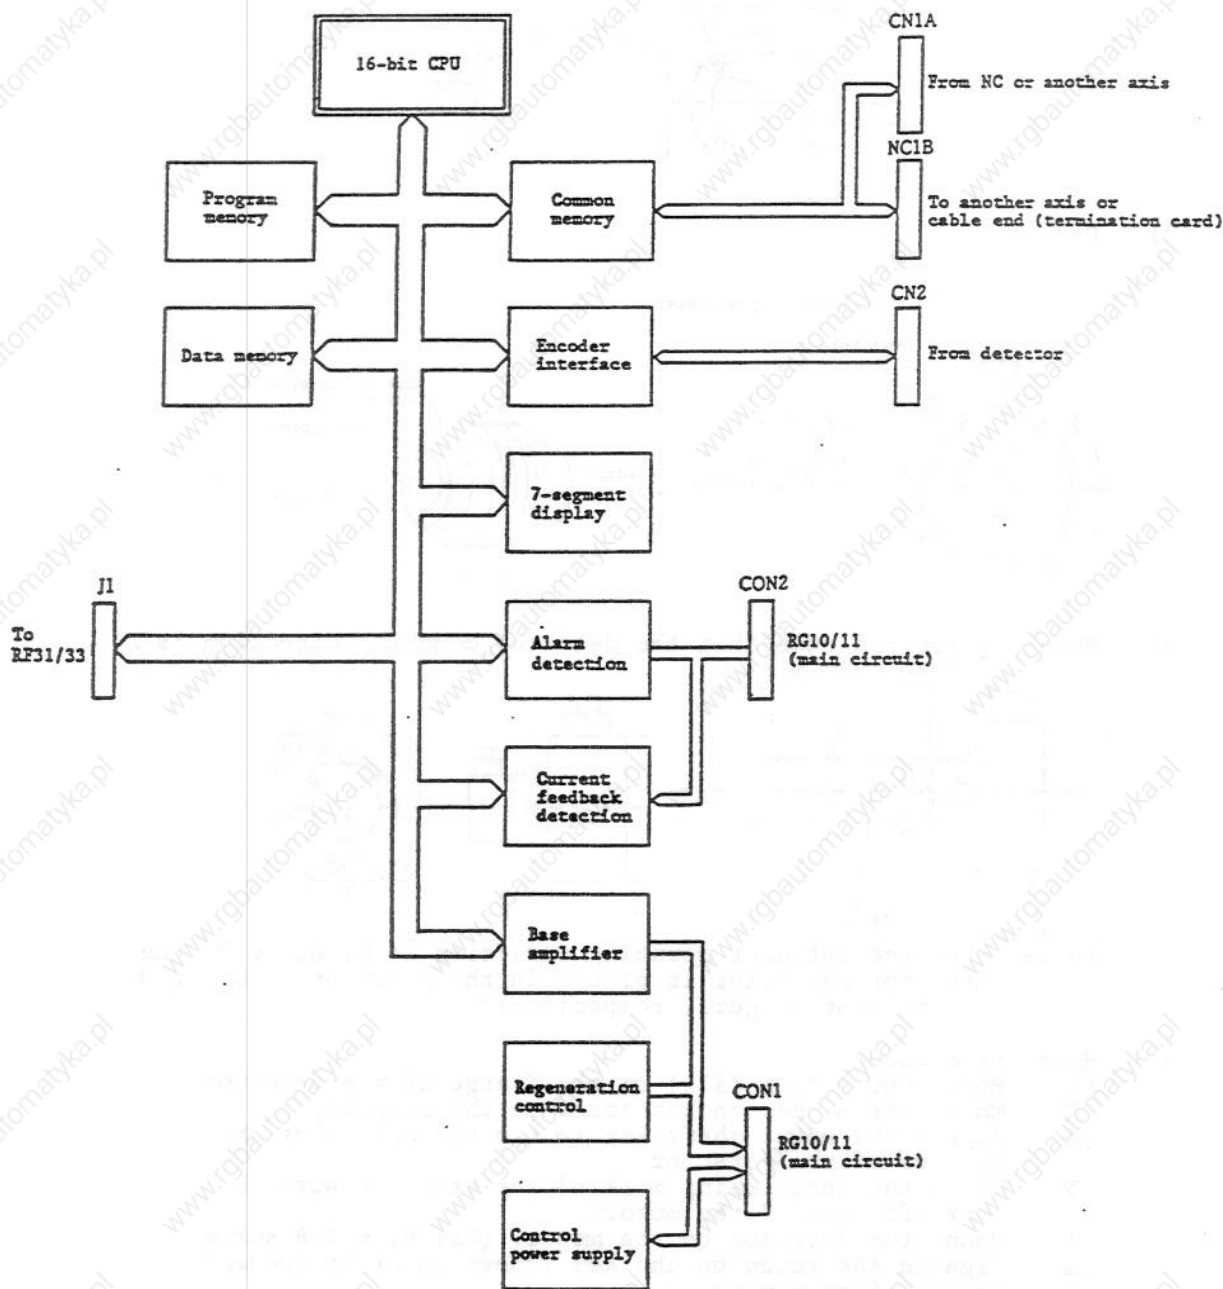 CN1A
16-bit CPU
From NC or another axis
NC1B
Program
memory
Common
memory
To another axis or
cable end (termination card)
CN2
Data memory
Encoder
interface
From detector
7-segment
display
J1
To
RF31/33
CON2
Alarm
detection
RG10/11
(main circuit)
Current
feedback
detection
Base
amplifier
Regeneration
control
CON1
RG10/11
(main circuit)
Control
power supply
www.rgbautomatyka.pl